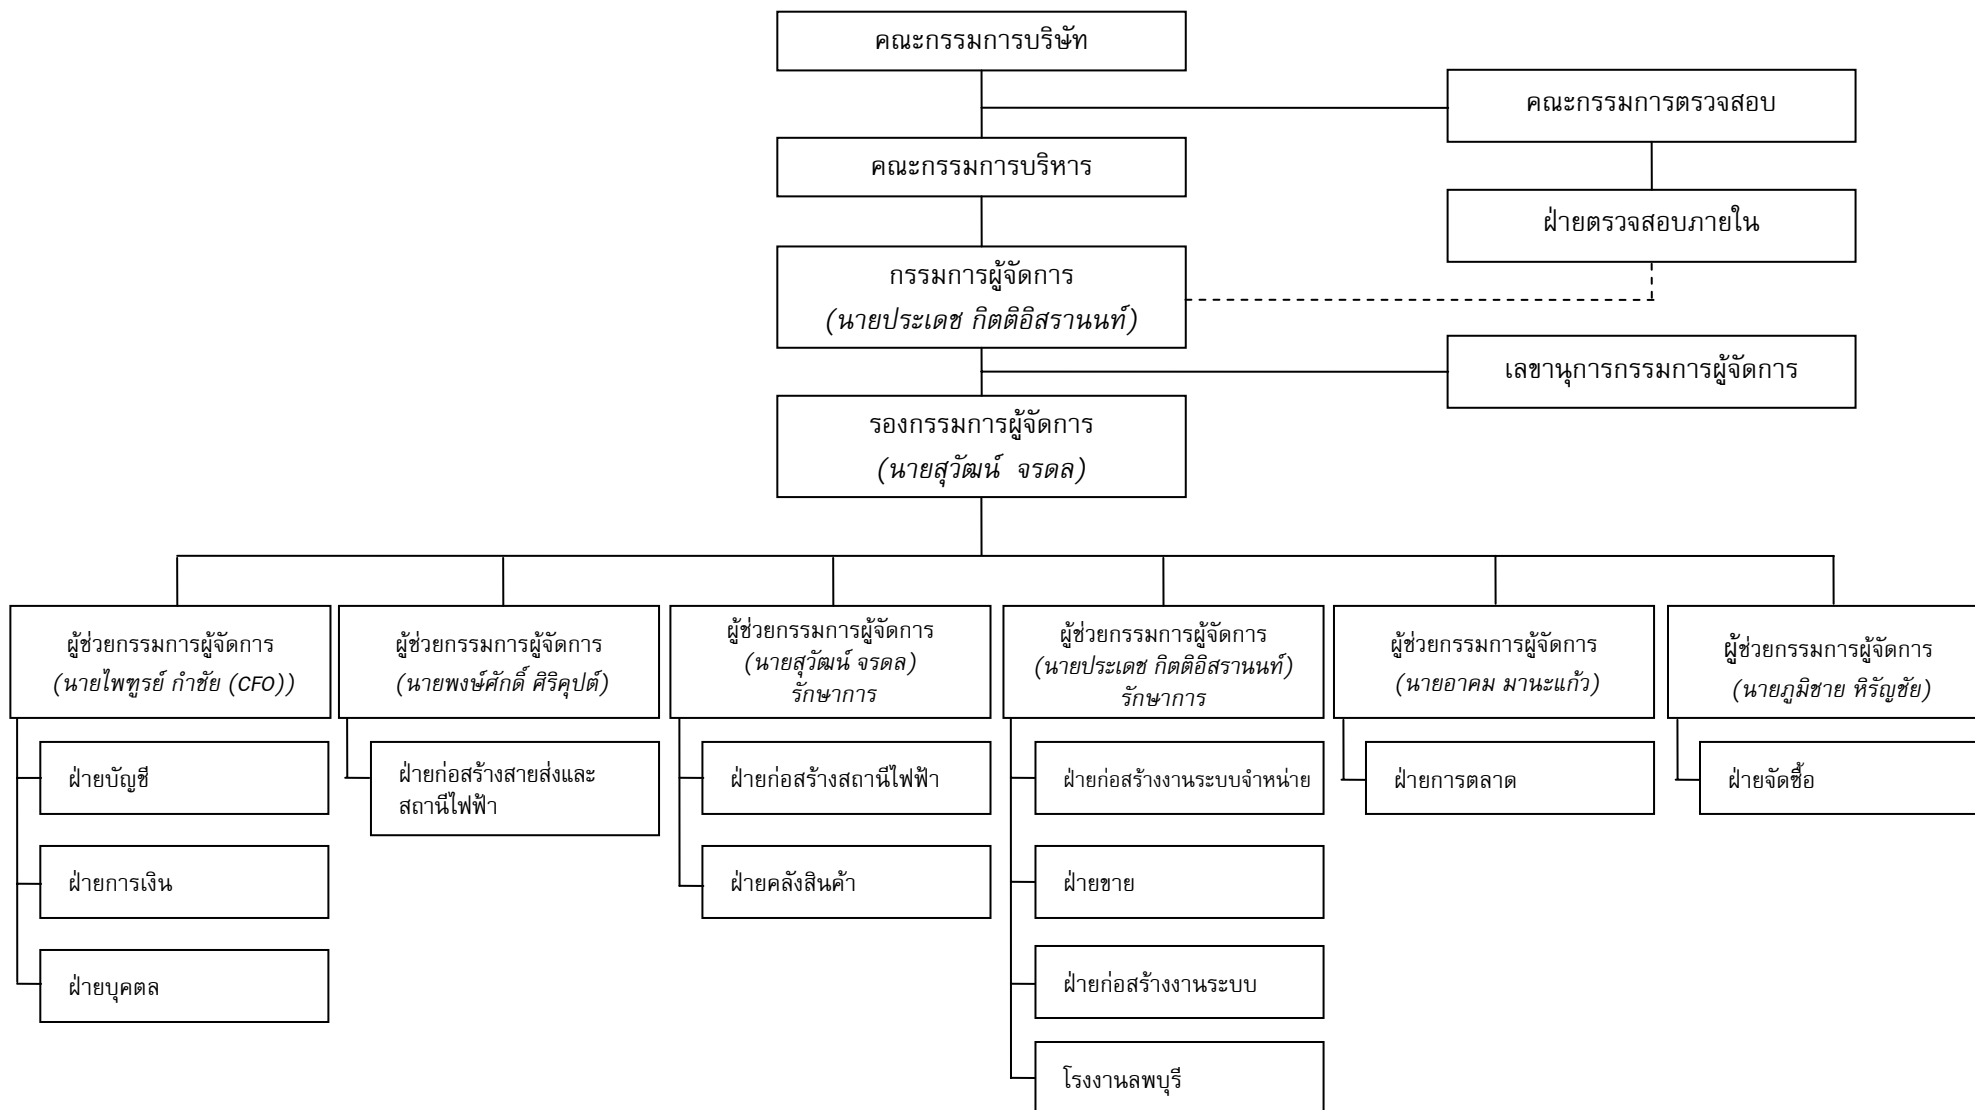 คณะกรรมการบริษัท
คณะกรรมการตรวจสอบ
คณะกรรมการบริหาร
ฝ่ายตรวจสอบภายใน
กรรมการผู้จัดการ
(นายประเดช กิตติอิสรานนท์)
เลขานุการกรรมการผู้จัดการ
รองกรรมการผู้จัดการ
(นายสุวัฒน์ จรดล)
ผู้ช่วยกรรมการผู้จัดการ
(นายไพฑูรย์ กำชัย (CFO))
ผู้ช่วยกรรมการผู้จัดการ
(นายพงษ์ศักดิ์ ศิริคุปต์)
ผู้ช่วยกรรมการผู้จัดการ
(นายสุวัฒน์ จรดล)
รักษาการ
ผู้ช่วยกรรมการผู้จัดการ
(นายประเดช กิตติอิสรานนท์)
รักษาการ
ผู้ช่วยกรรมการผู้จัดการ
(นายอาคม มานะแก้ว)
ผู้ช่วยกรรมการผู้จัดการ
(นายภูมิชาย หิรัญชัย)
ฝ่ายบัญชี
ฝ่ายก่อสร้างสายส่งและ
สถานีไฟฟ้า
ฝ่ายก่อสร้างสถานีไฟฟ้า
ฝ่ายก่อสร้างงานระบบจำหน่าย
ฝ่ายการตลาด
ฝ่ายจัดซื้อ
ฝ่ายการเงิน
ฝ่ายคลังสินค้า
ฝ่ายขาย
ฝ่ายบุคตล
ฝ่ายก่อสร้างงานระบบ
โรงงานลพบุรี